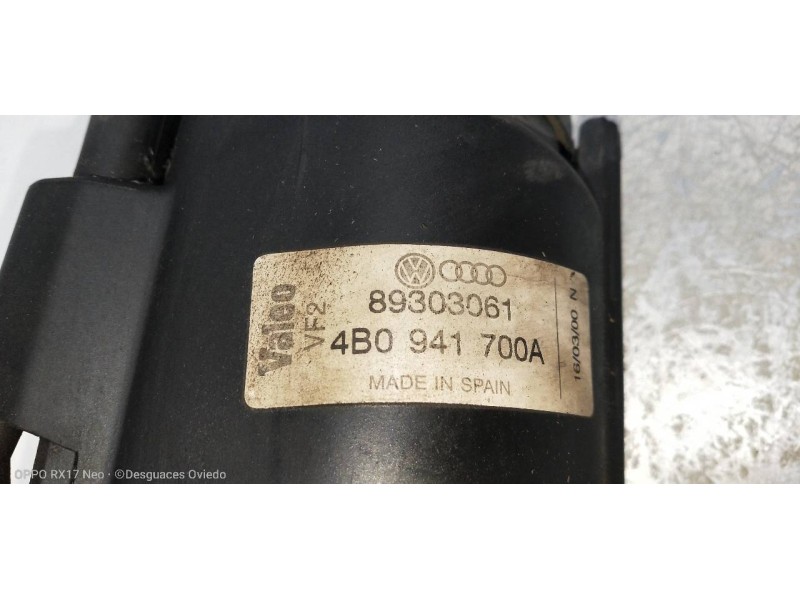 Valeo
VF2
89303061
4B0 941 700A
MADE IN SPAIN
16/03/00 N
OPPO RX17 Neo · ©Desguaces Oviedo